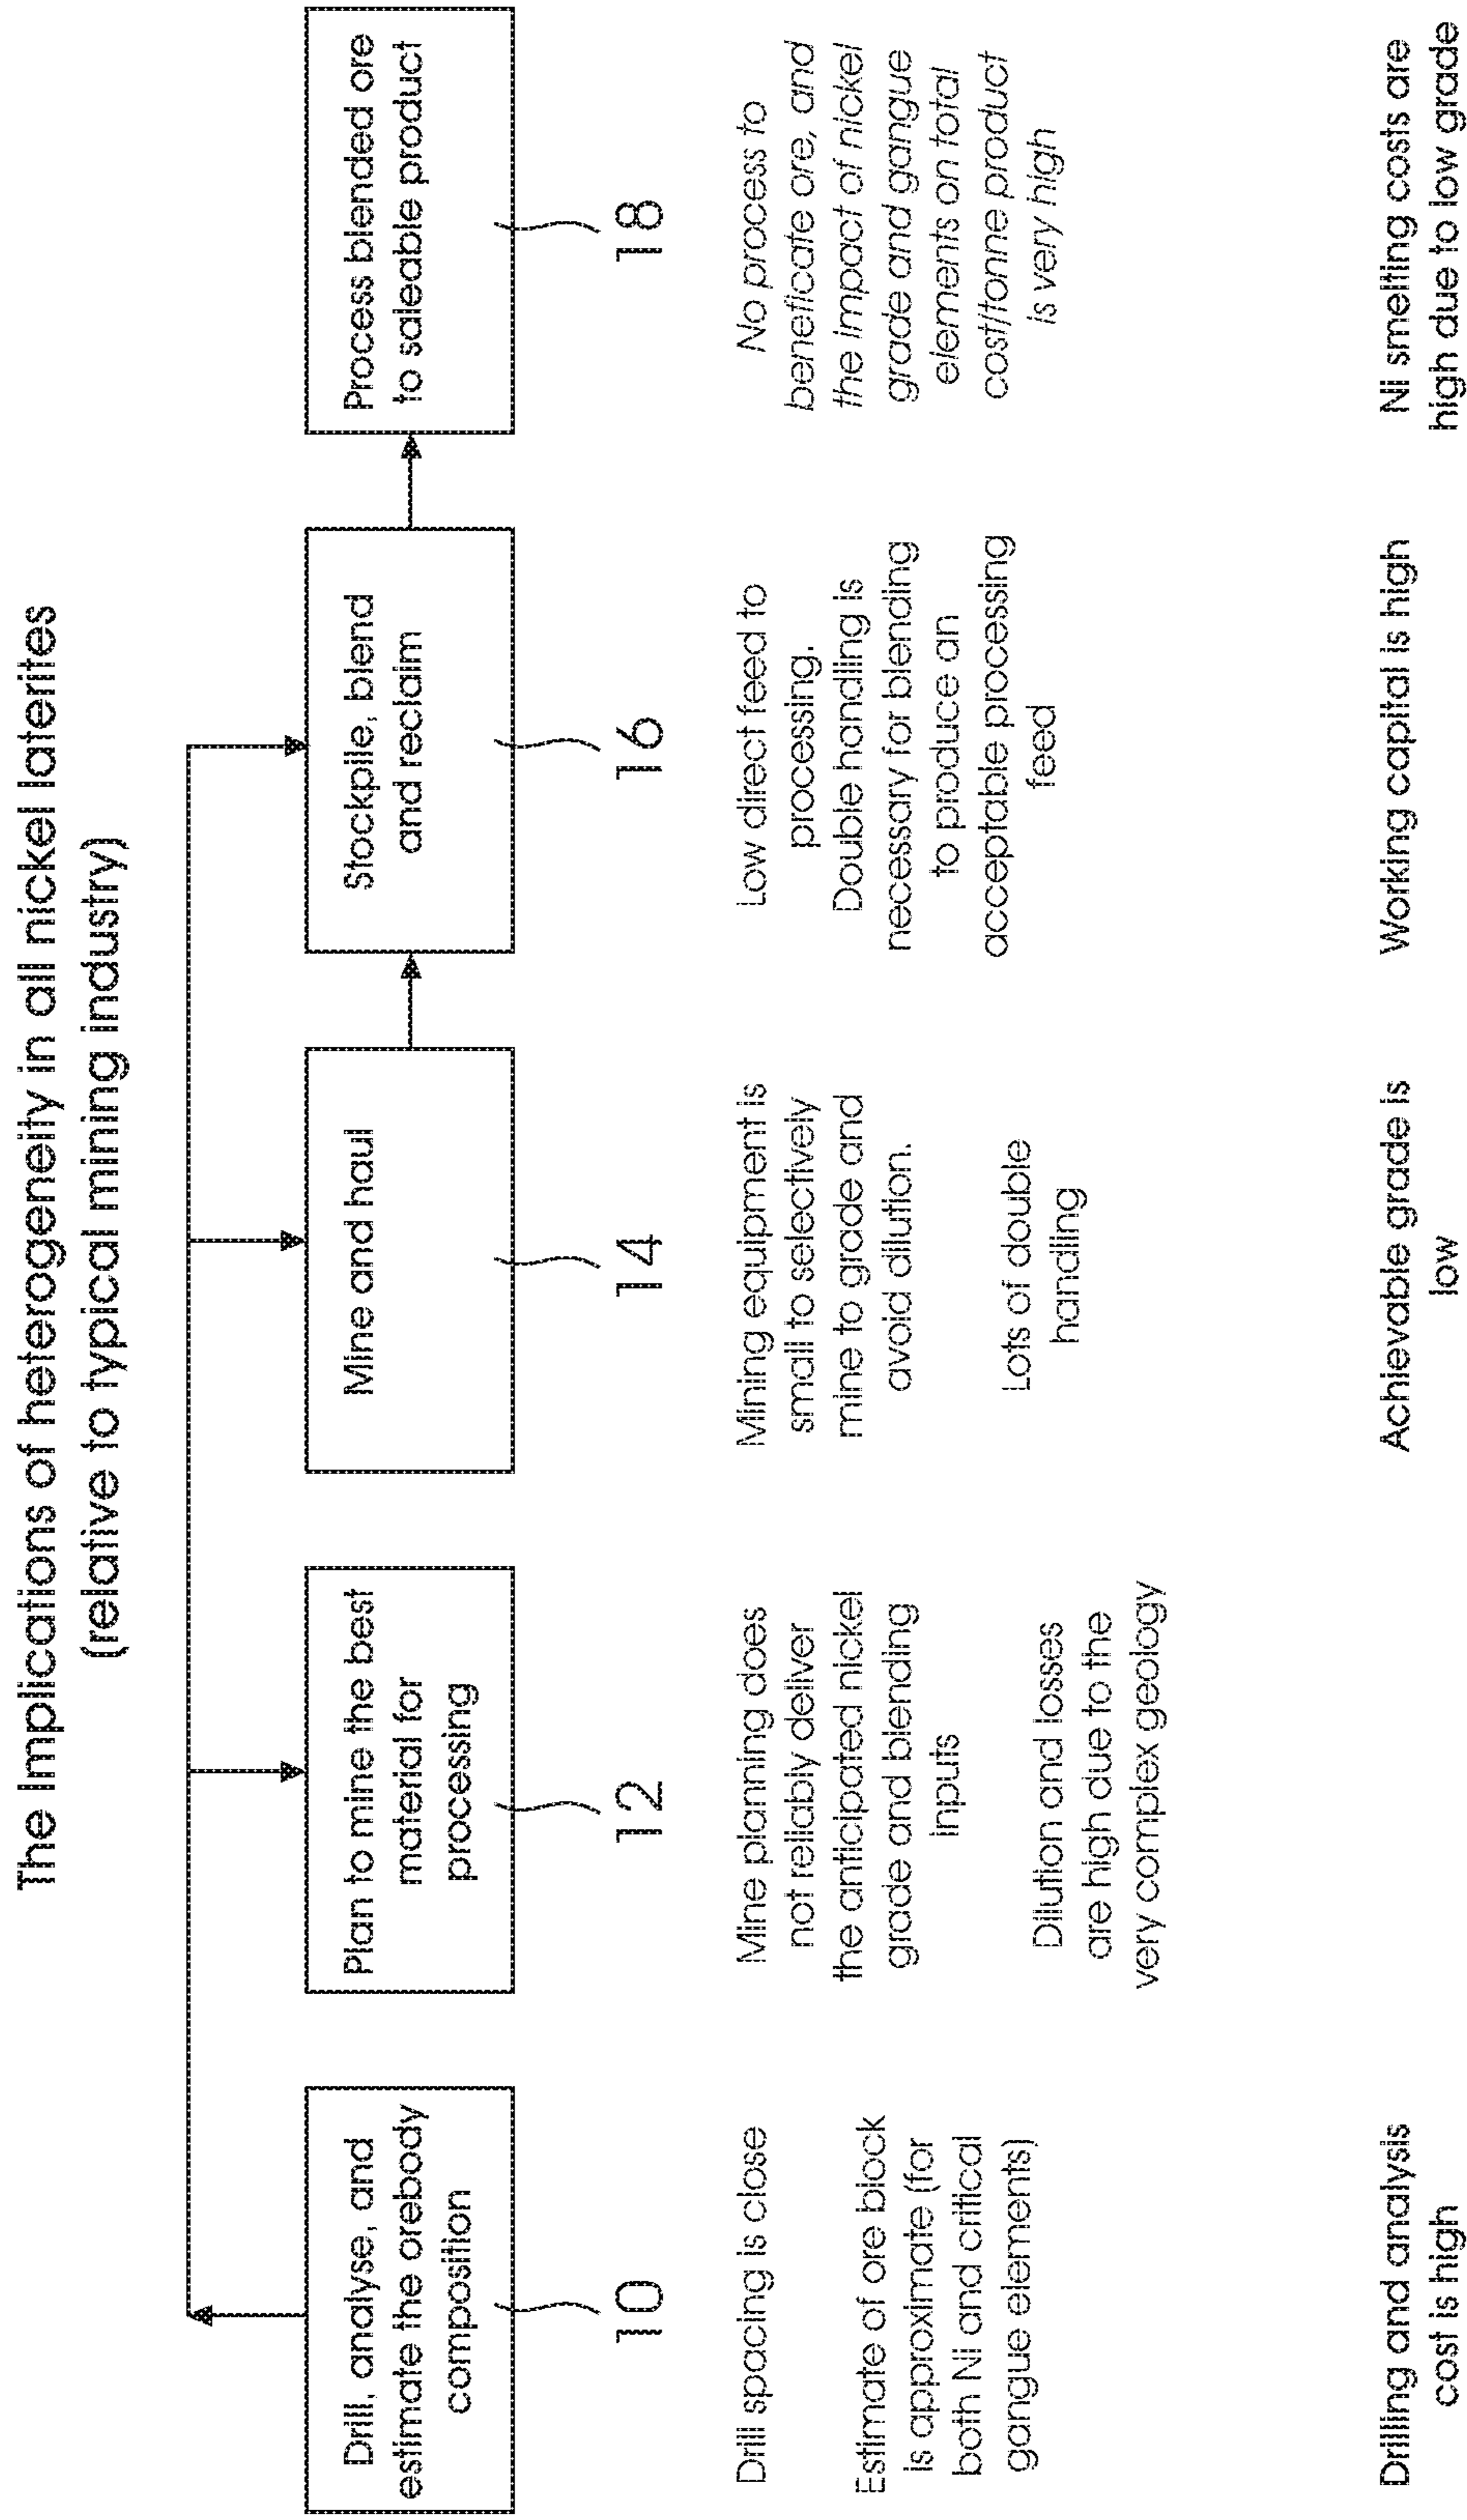 The Implications of heterogeneity in all nickel laterites
(relative to typical mining industry)
Drill, analyse, and
estimate the orebody
composition
10
Drill spacing is close
Estimate of ore block
is approximate (for
both Ni and critical
gangue elements)
Drilling and analysis
cost is high
Plan to mine the best
material for
processing
12
Mine planning does
not reliably deliver
the anticipated nickel
grade and blending
inputs
Dilution and losses
are high due to the
very complex geology
Mine and haul
14
Mining equipment is
small to selectively
mine to grade and
avoid dilution.
Lots of double
handling
Achievable grade is
low
Stockpile, blend
and reclaim
16
Low direct feed to
processing.
Double handling is
necessary for blending
to produce an
acceptable processing
feed
Working capital is high
Process blended ore
to saleable product
18
No process to
beneficate ore, and
the impact of nickel
grade and gangue
elements on total
cost/tonne product
is very high
Ni smelting costs are
high due to low grade